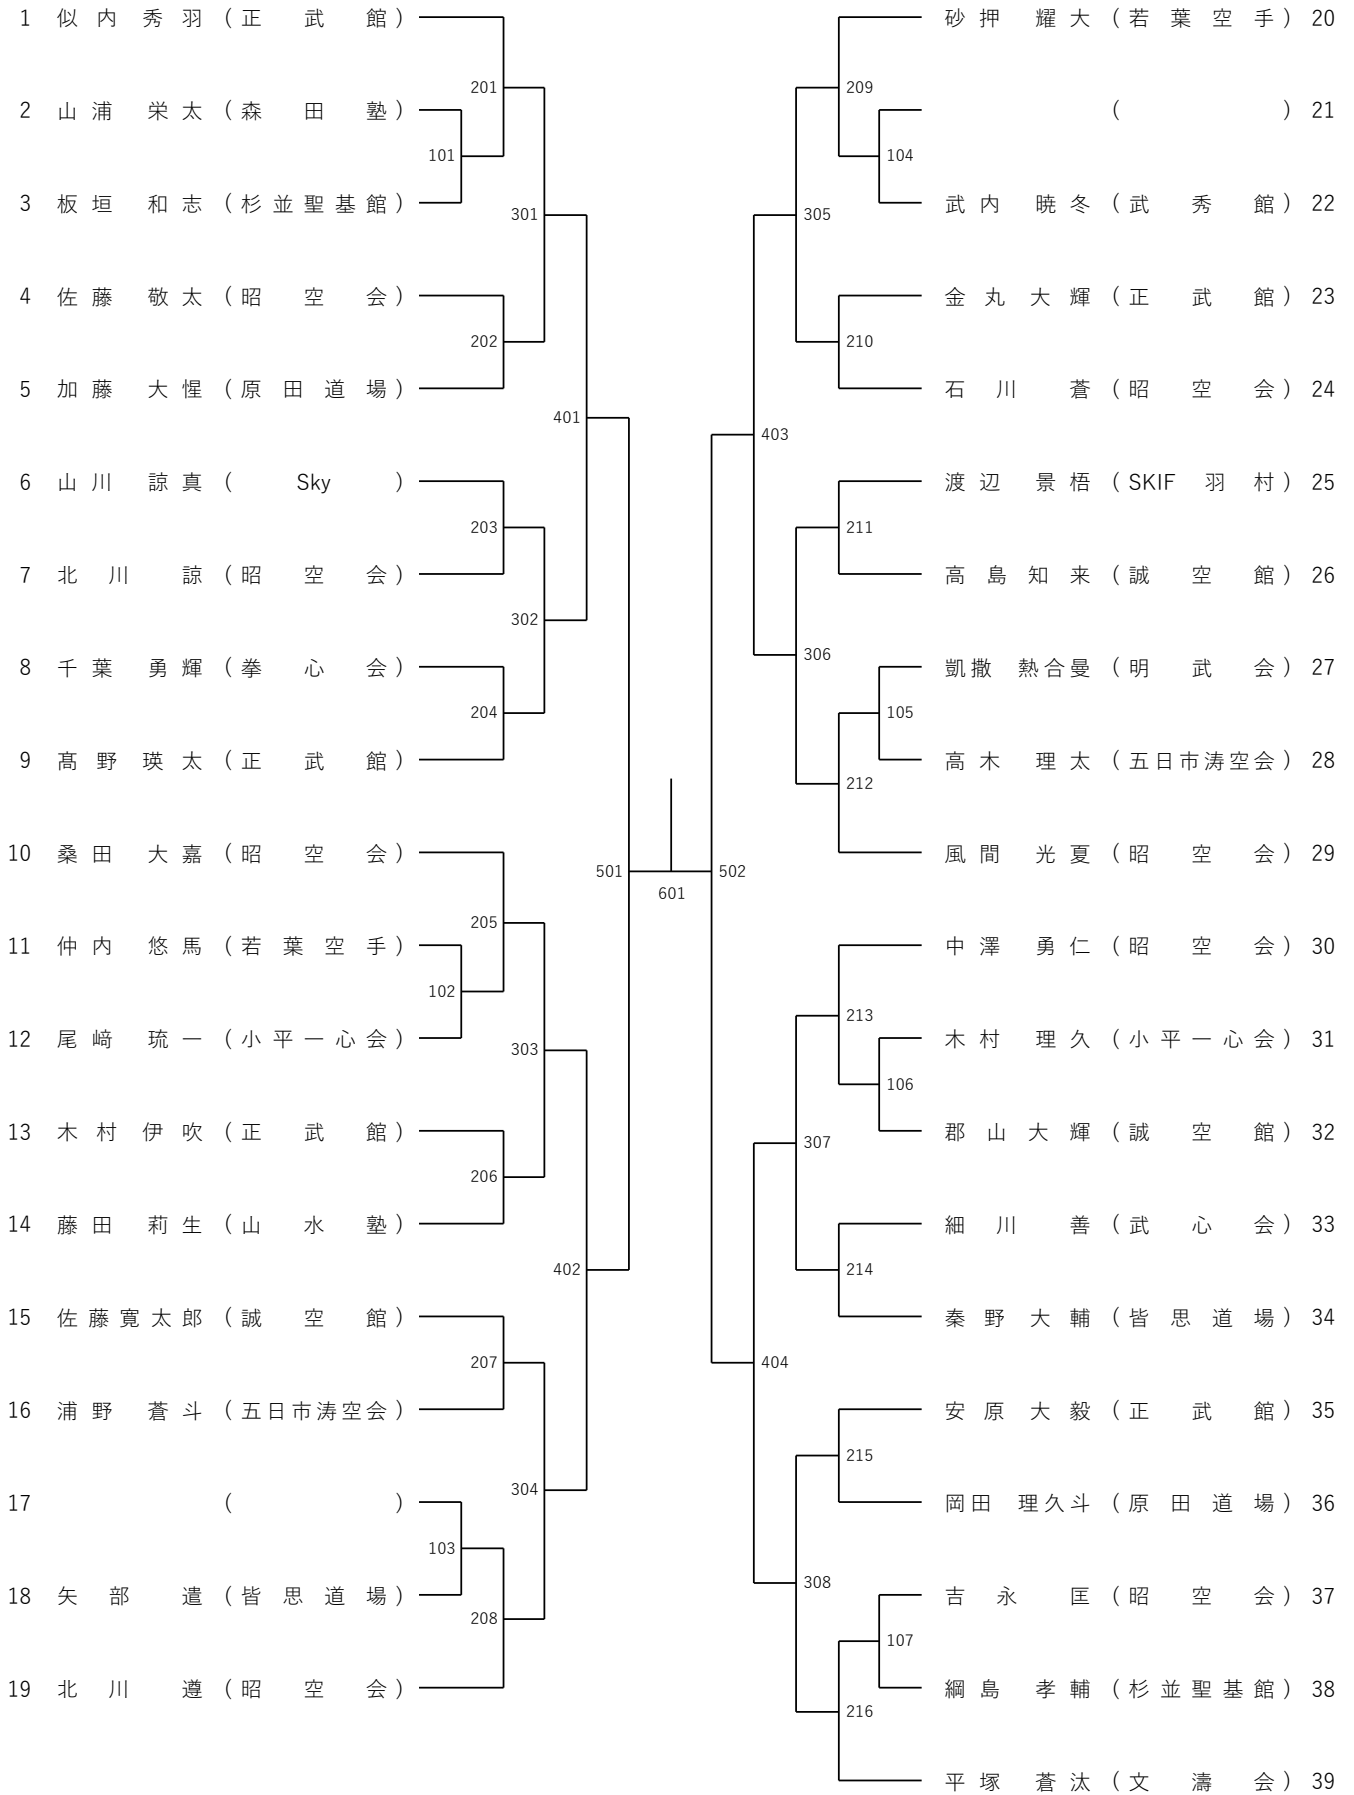 1 似内秀羽 (正武館)
201
2 山浦 栄太 (森田塾)
101
3 板垣 和志 (杉並聖基館)
301
4 佐藤 敬太 (昭空会)
202
5 加藤 大惺 (原田道場)
401
6 山川 諒真 (Sky)
203
7 北川 諒 (昭空会)
302
8 千葉 勇輝 (拳心会)
204
9 髙野瑛太 (正武館)
10 桑田 大嘉 (昭空会)
501
601
205
11 仲内 悠馬 (若葉空手)
102
12 尾﨑 琉一 (小平一心会)
303
13 木村伊吹 (正武館)
206
14 藤田 莉生 (山水塾)
402
15 佐藤寛太郎 (誠空館)
207
16 浦野 蒼斗 (五日市涛空会)
304
17 ( )
103
18 矢部 遣 (皆思道場)
208
19 北川 遵 (昭空会)
砂押 耀大 (若葉空手) 20
209
( ) 21
104
武内 暁冬 (武秀館) 22
305
金丸大輝 (正武館) 23
210
石川 蒼 (昭空会) 24
403
渡辺 景悟 (SKIF 羽村) 25
211
高島知来 (誠空館) 26
306
凱撒 熱合曼 (明武会) 27
105
高木 理太 (五日市涛空会) 28
212
風間 光夏 (昭空会) 29
502
中澤 勇仁 (昭空会) 30
213
木村 理久 (小平一心会) 31
106
郡山大輝 (誠空館) 32
307
細川 善 (武心会) 33
214
秦野大輔 (皆思道場) 34
404
安原大毅 (正武館) 35
215
岡田 理久斗 (原田道場) 36
308
吉永 匡 (昭空会) 37
107
綱島 孝輔 (杉並聖基館) 38
216
平塚 蒼汰 (文濤会) 39